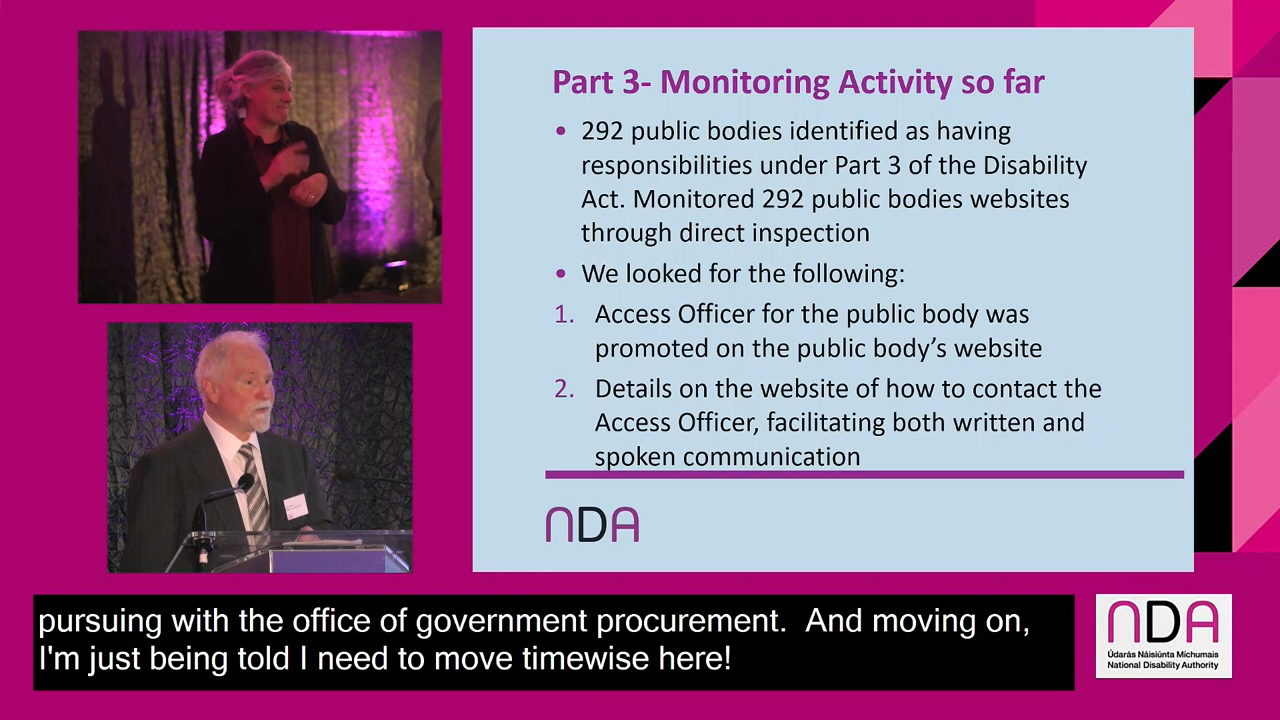 Part 3- Monitoring Activity so far
• 292 public bodies identified as having
responsibilities under Part 3 of the Disability
Act. Monitored 292 public bodies websites
through direct inspection
• We looked for the following:
1. Access Officer for the public body was
promoted on the public body’s website
2. Details on the website of how to contact the
Access Officer, facilitating both written and
spoken communication
NDA
pursuing with the office of government procurement.  And moving on,
I'm just being told I need to move timewise here!
NDA
Údarás Náisiúnta Míchumais
National Disability Authority